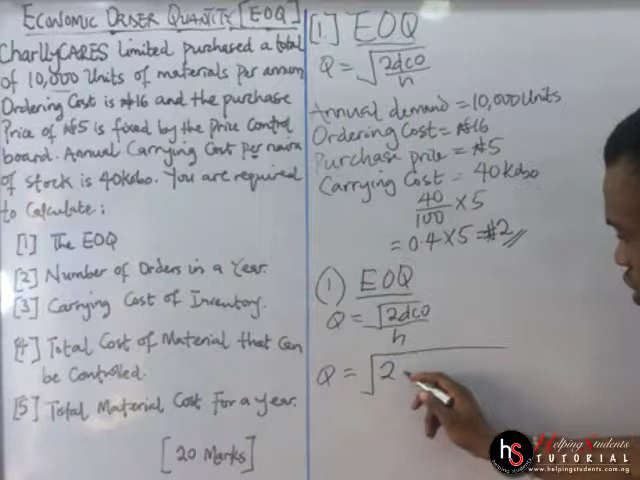 ECONOMIC ORDER QUANTITY [EOQ]
CharllyCARES Limited purchased a total
of 10,000 Units of materials per annum
Ordering Cost is ₦16 and the purchase
Price of ₦5 is fixed by the Price Control
board. Annual Carrying Cost per naira
of stock is 40kobo. You are required
to Calculate:
[1] The EOQ
[2] Number of Orders in a Year.
[3] Carrying Cost of Inventory.
[4] Total Cost of Material that Can
be Controled.
[5] Total Material Cost For a year.
[20 Marks]
[1] EOQ
Q = √2dco
h
Annual demand = 10,000 Units
Ordering Cost = ₦16
Purchase price = ₦5
Carrying Cost = 40Kobo
40/100 × 5
= 0.4 × 5 = ₦2
(1) EOQ
Q = √2dco
h
Q = √2
hS
Helping Students
TUTORIAL
www.helpingstudents.com.ng